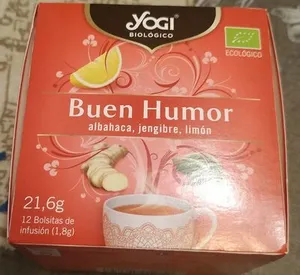 YOGI
BIOLÓGICO
ECOLÓGICO
Buen Humor
albahaca, jengibre, limón
21,6g
12 Bolsitas de
infusión (1,8g)